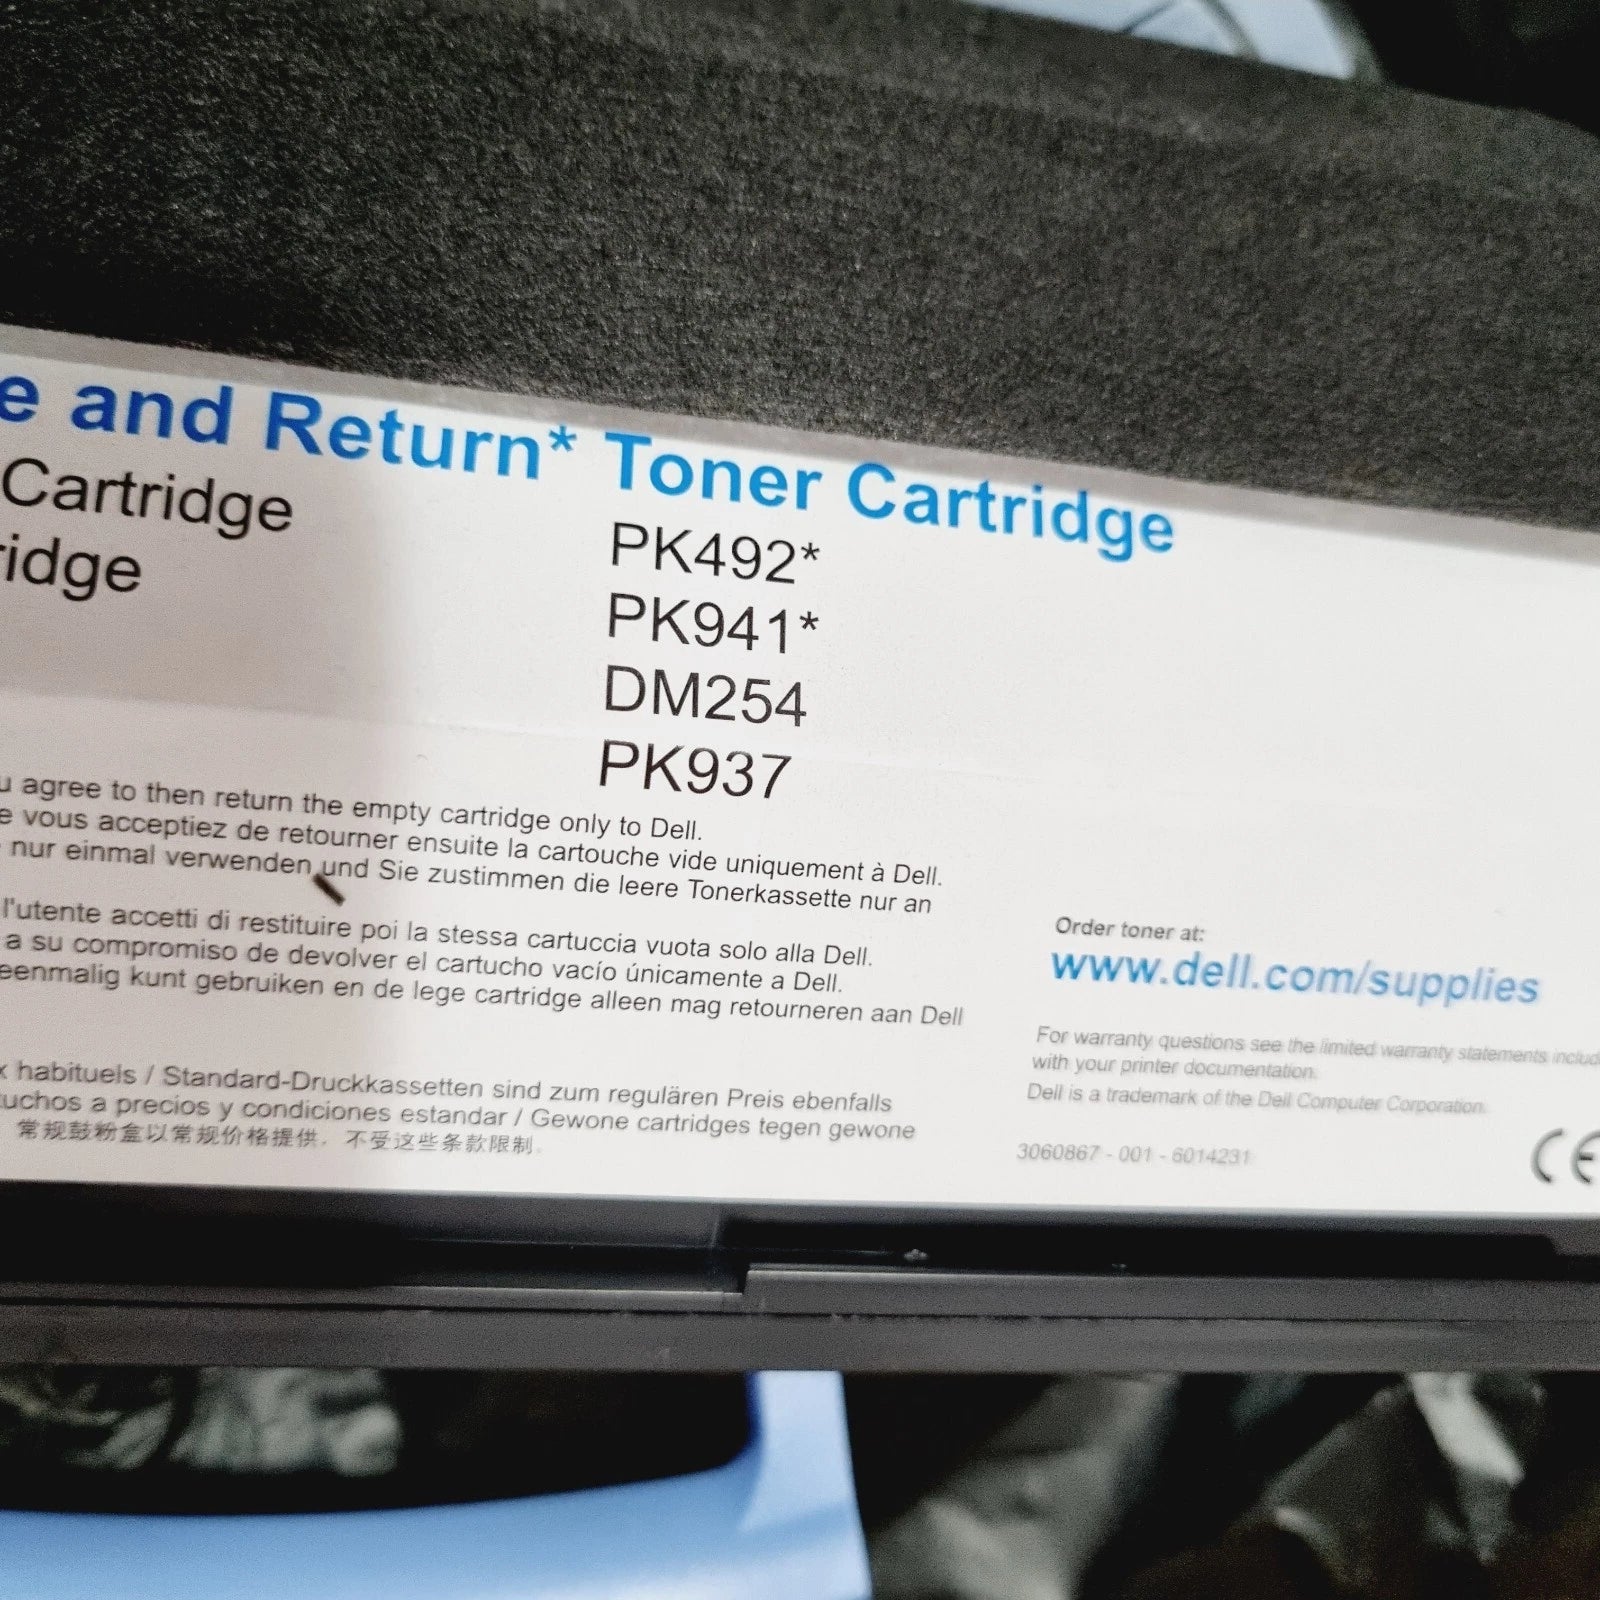 e and Return* Toner Cartridge
Cartridge PK492*
ridge PK941*
DM254
PK937
u agree to then return the empty cartridge only to Dell.
e vous acceptiez de retourner ensuite la cartouche vide uniquement à Dell.
nur einmal verwenden und Sie zustimmen die leere Tonerkassette nur an
l'utente accetti di restituire poi la stessa cartuccia vuota solo alla Dell.
a su compromiso de devolver el cartucho vacío únicamente a Dell.
eenmalig kunt gebruiken en de lege cartridge alleen mag retourneren aan Dell
x habituels / Standard-Druckkassetten sind zum regulären Preis ebenfalls
uchos a precios y condiciones estandar / Gewone cartridges tegen gewone
常规鼓粉盒以常规价格提供，不受这些条款限制.
Order toner at:
www.dell.com/supplies
For warranty questions see the limited warranty statements includ
with your printer documentation.
Dell is a trademark of the Dell Computer Corporation.
3060867 - 001 - 6014231
CE